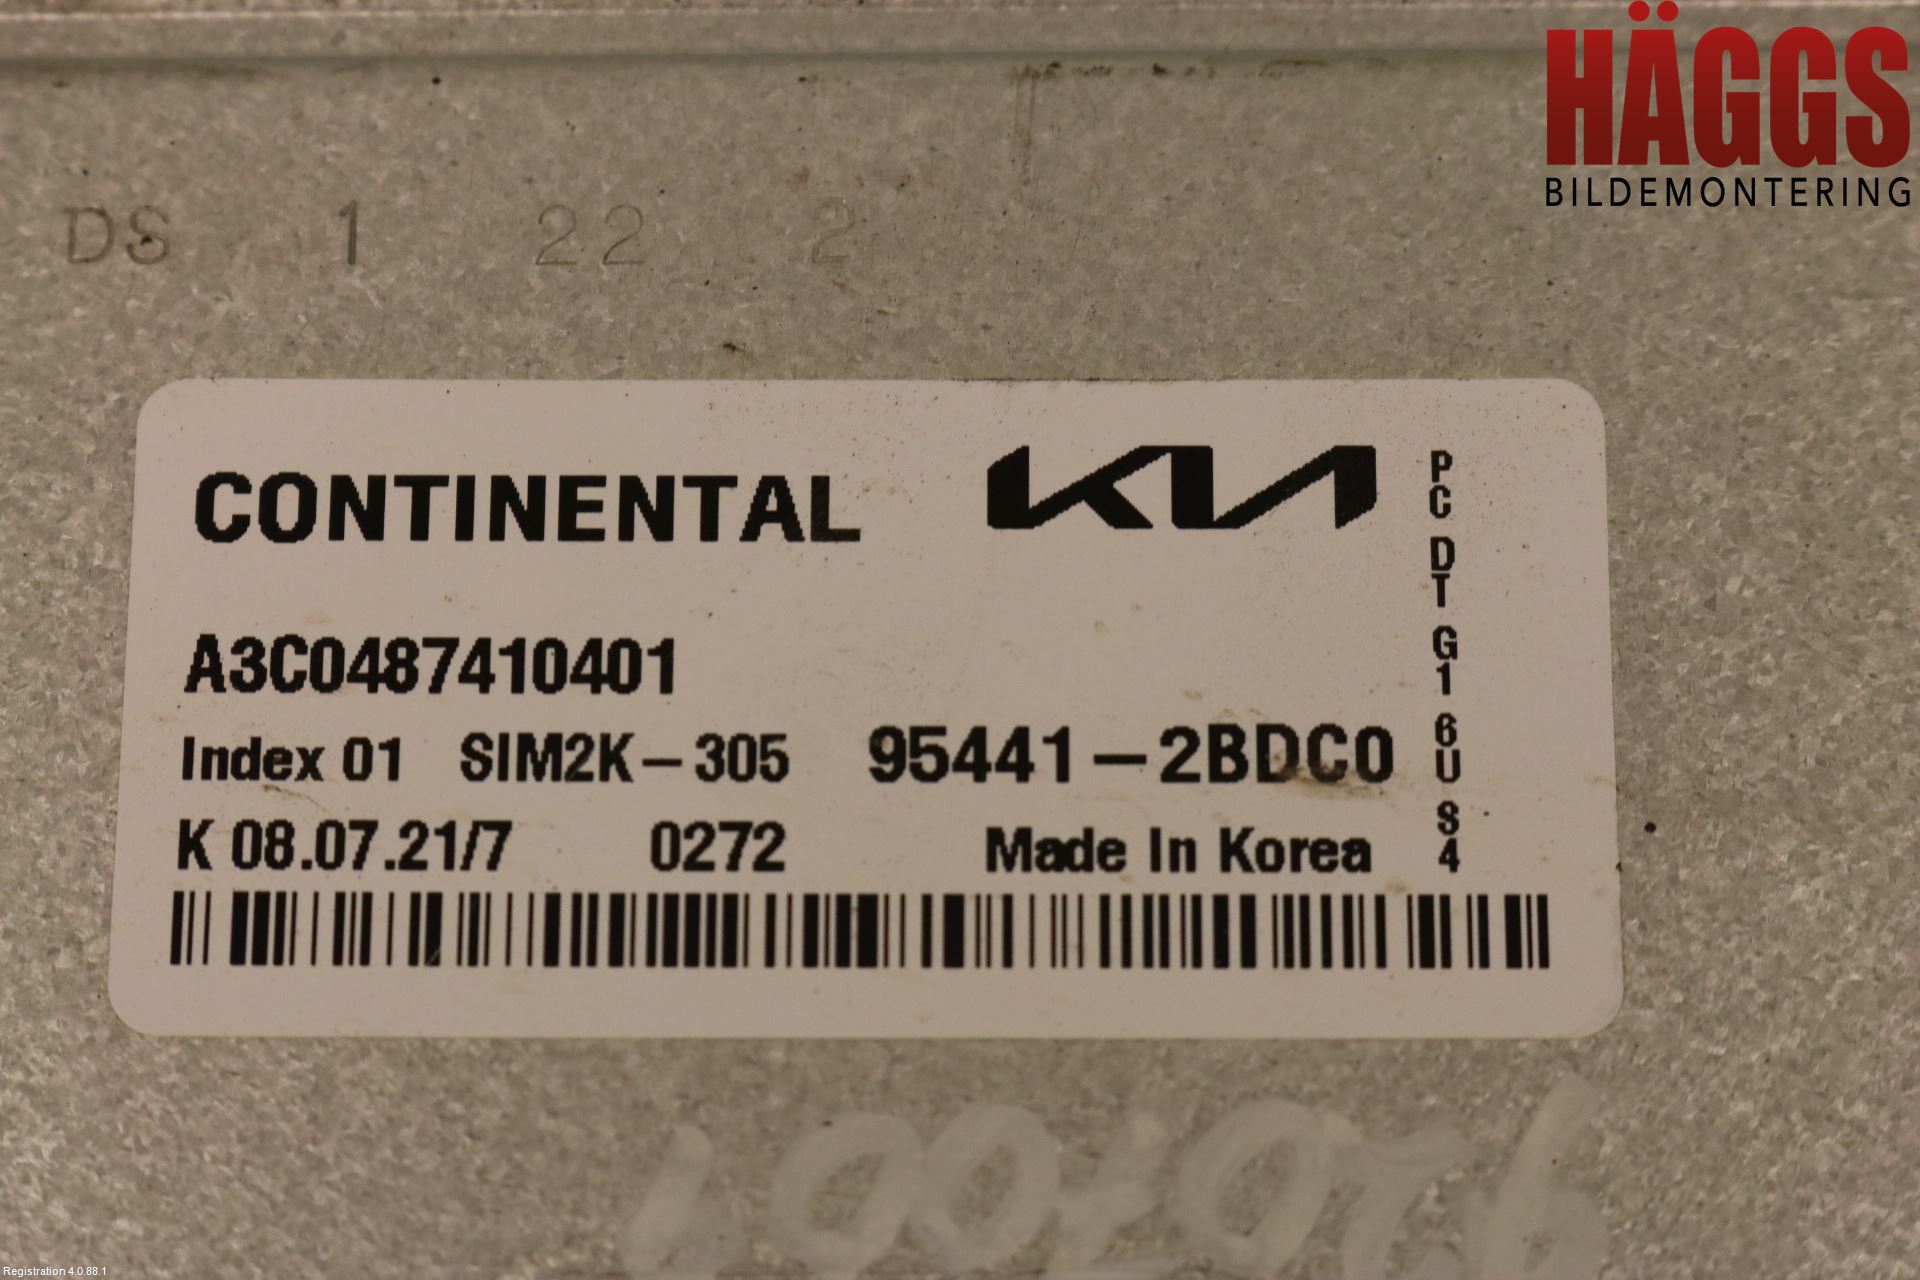 HÄGGS
BILDEMONTERING
DS 1 22 2
CONTINENTAL KIA
A3C0487410401
Index 01 SIM2K-305 95441-2BDC0
K 08.07.21/7 0272 Made In Korea
PC DT G1 6U S4
Registration 4.0.88.1